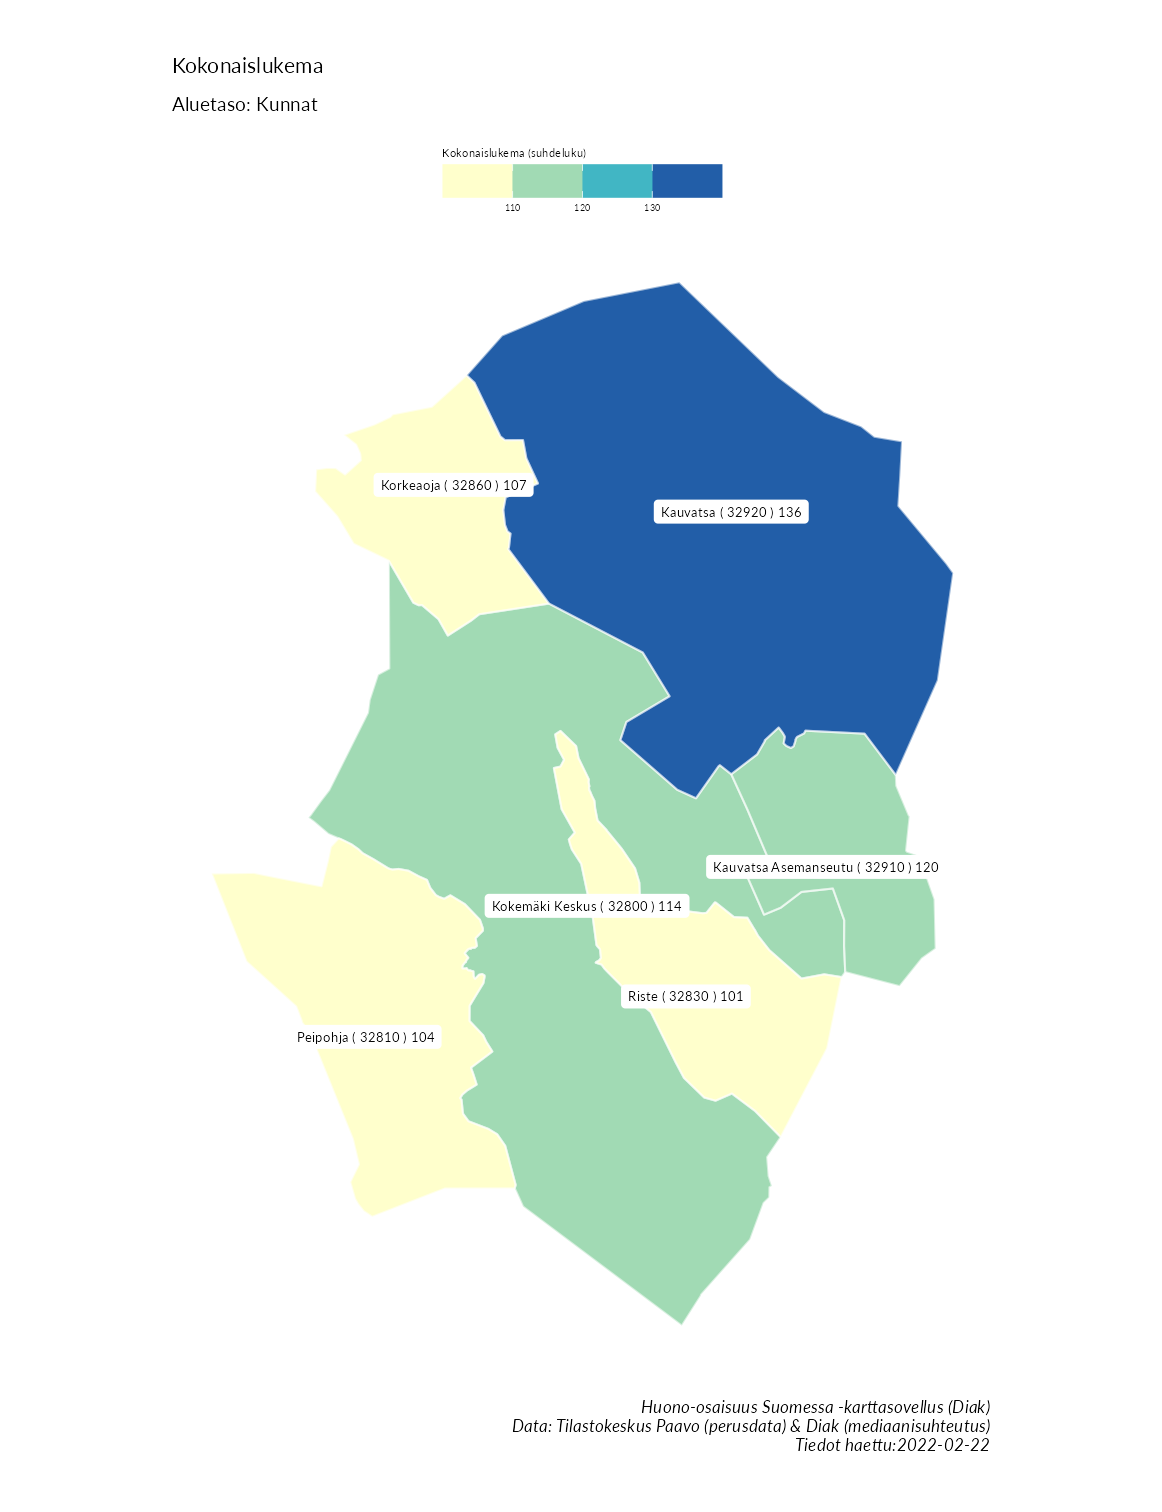 Kokonaislukema
Aluetaso: Kunnat
Kokonaislukema (suhdeluku)
110 120 130
Korkeaoja ( 32860 ) 107
Kauvatsa ( 32920 ) 136
Kauvatsa Asemanseutu ( 32910 ) 120
Kokemäki Keskus ( 32800 ) 114
Riste ( 32830 ) 101
Peipohja ( 32810 ) 104
Huono-osaisuus Suomessa -karttasovellus (Diak)
Data: Tilastokeskus Paavo (perusdata) & Diak (mediaanisuhteutus)
Tiedot haettu:2022-02-22